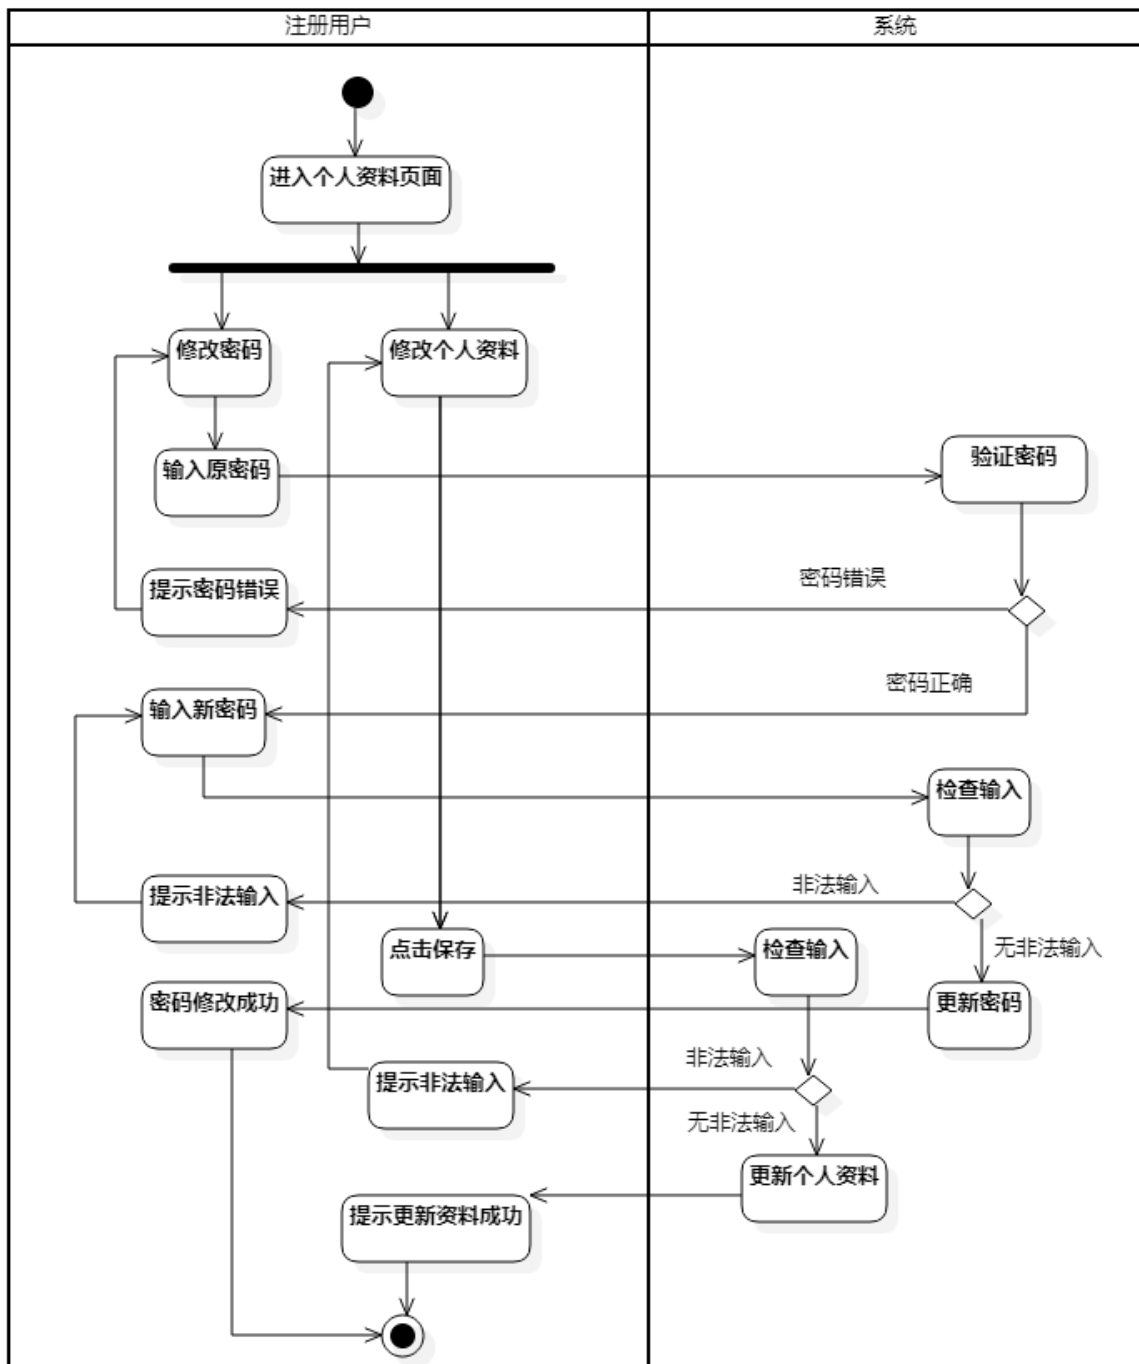 注册用户
系统
进入个人资料页面
修改密码
修改个人资料
输入原密码
验证密码
密码错误
提示密码错误
密码正确
输入新密码
检查输入
非法输入
提示非法输入
无非法输入
点击保存
检查输入
密码修改成功
更新密码
非法输入
提示非法输入
无非法输入
更新个人资料
提示更新资料成功